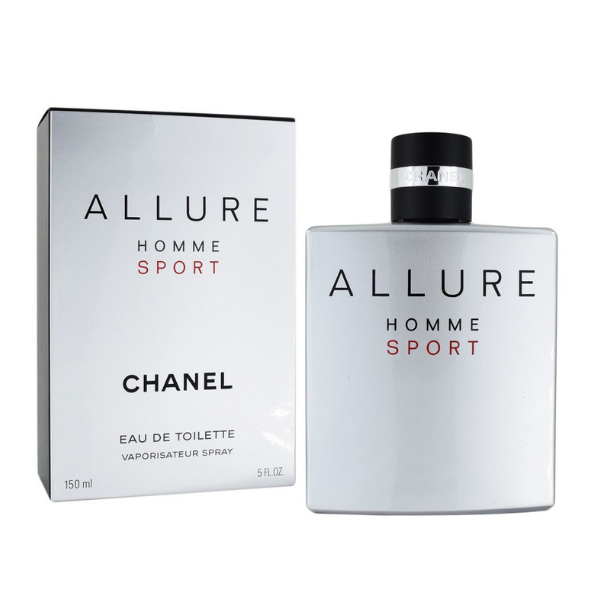 ALLURE
HOMME
SPORT
CHANEL
EAU DE TOILETTE
VAPORISATEUR SPRAY
150 ml 5 FL.OZ.
CHANEL
ALLURE
HOMME
SPORT